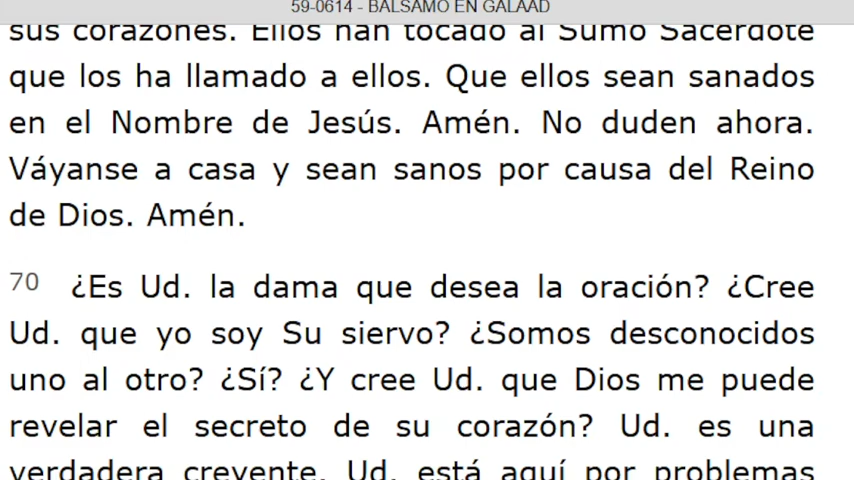 59-0614 - BALSAMO EN GALAAD
sus corazones. Ellos han tocado al Sumo Sacerdote
que los ha llamado a ellos. Que ellos sean sanados
en el Nombre de Jesús. Amén. No duden ahora.
Váyanse a casa y sean sanos por causa del Reino
de Dios. Amén.
70 ¿Es Ud. la dama que desea la oración? ¿Cree
Ud. que yo soy Su siervo? ¿Somos desconocidos
uno al otro? ¿Sí? ¿Y cree Ud. que Dios me puede
revelar el secreto de su corazón? Ud. es una
verdadera creyente. Ud. está aquí por problemas